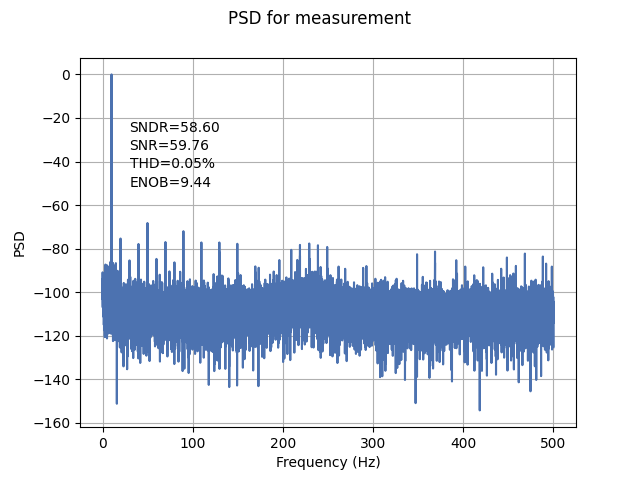 PSD for measurement
0
−20
−40
−60
−80
−100
−120
−140
−160
PSD
SNDR=58.60
SNR=59.76
THD=0.05%
ENOB=9.44
0
100
200
300
400
500
Frequency (Hz)